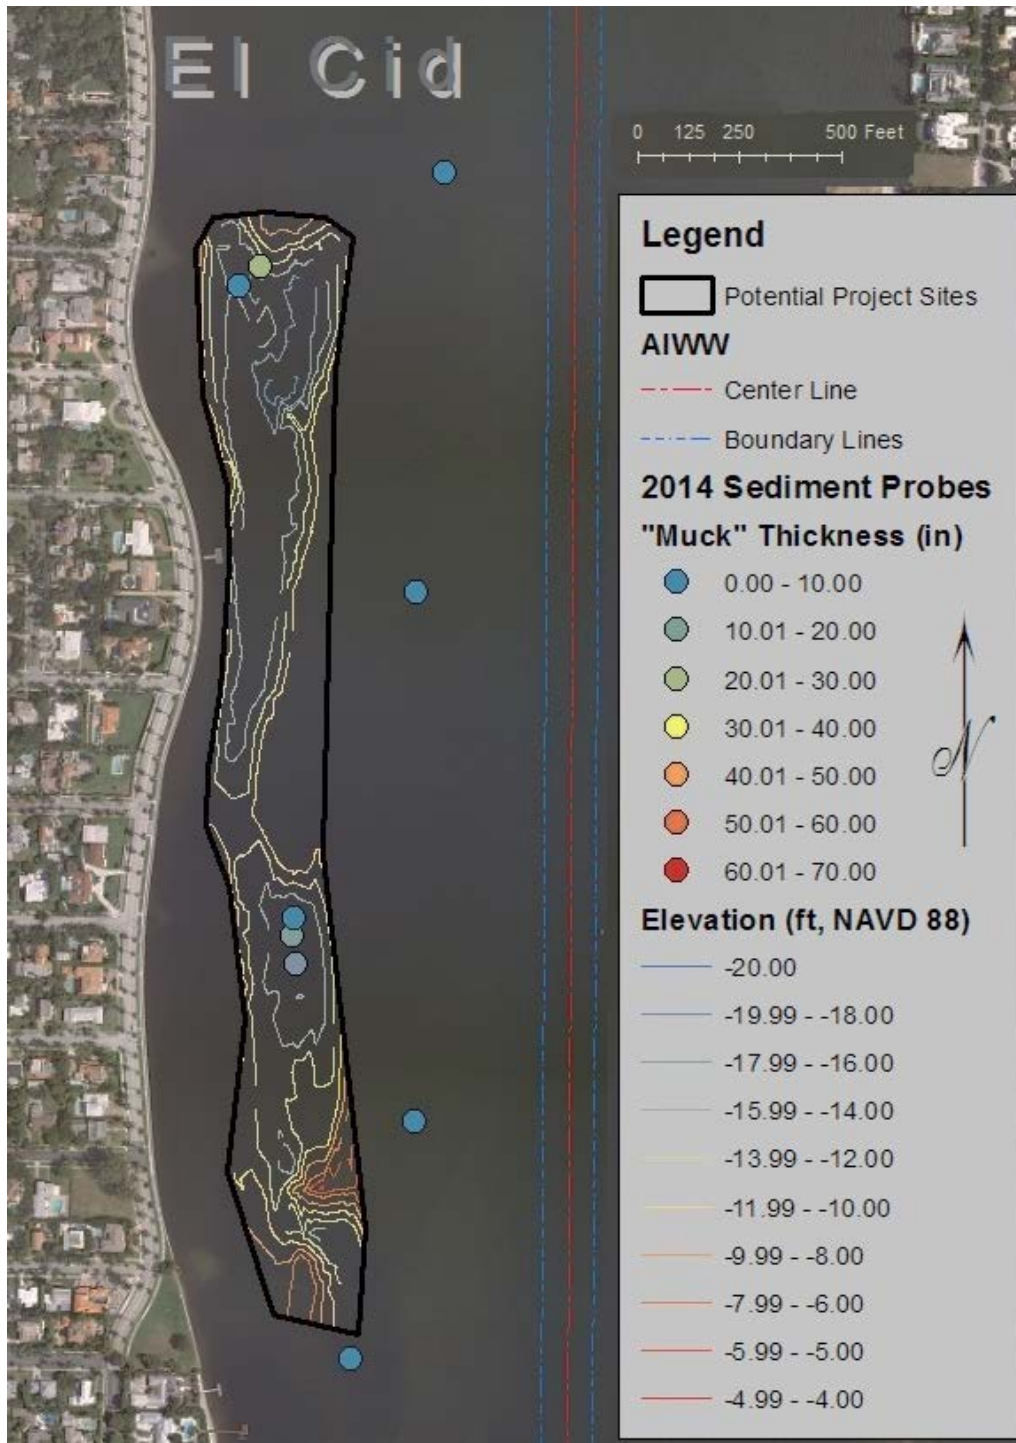 El Cid
0 125 250 500 Feet
Legend
Potential Project Sites
AIWW
Center Line
Boundary Lines
2014 Sediment Probes
"Muck" Thickness (in)
0.00 - 10.00
10.01 - 20.00
20.01 - 30.00
30.01 - 40.00
40.01 - 50.00
50.01 - 60.00
60.01 - 70.00
N
Elevation (ft, NAVD 88)
-20.00
-19.99 - -18.00
-17.99 - -16.00
-15.99 - -14.00
-13.99 - -12.00
-11.99 - -10.00
-9.99 - -8.00
-7.99 - -6.00
-5.99 - -5.00
-4.99 - -4.00